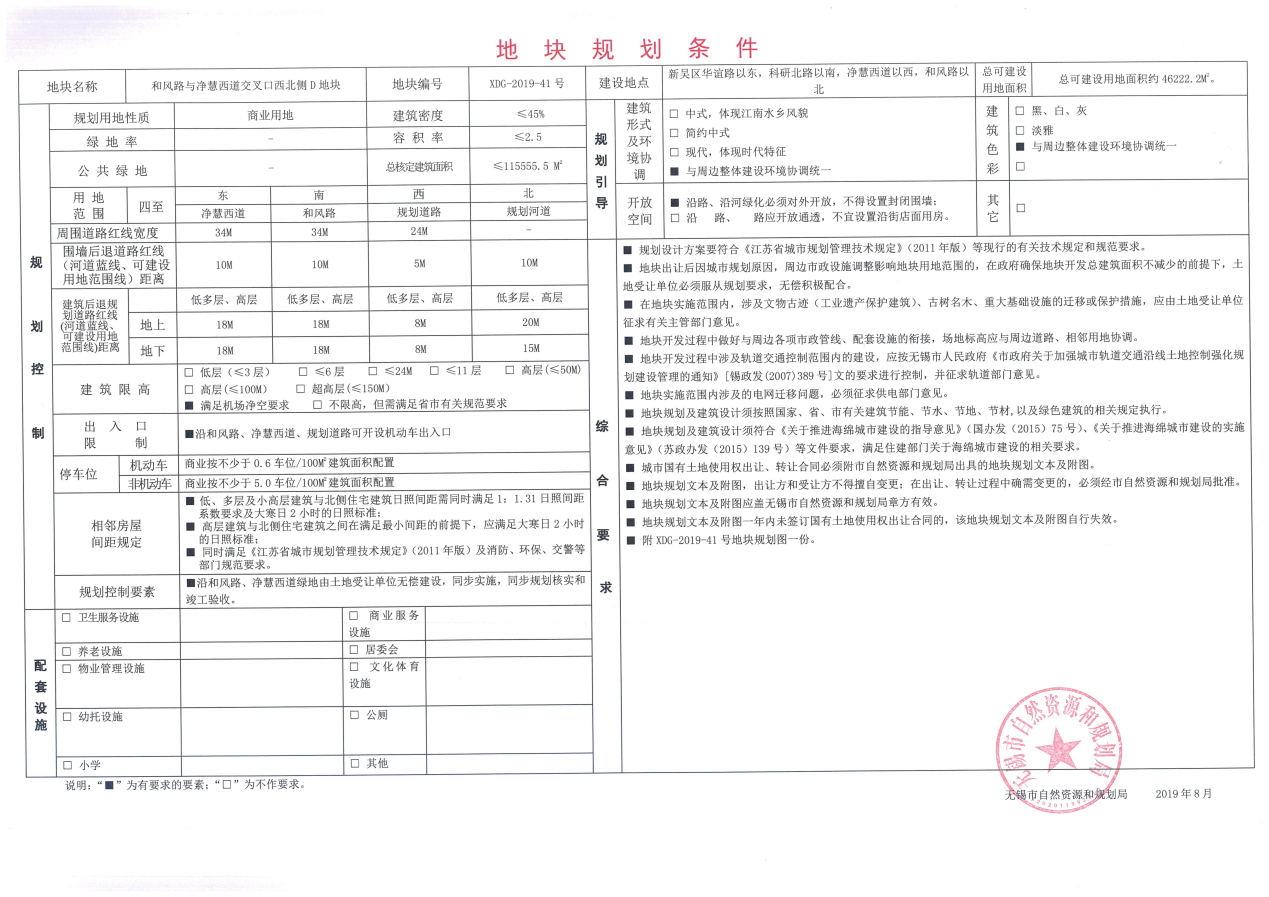 地 块 规 划 条 件
地块名称 和风路与净慧西道交叉口西北侧 D 地块 地块编号 XDG-2019-41 号 建设地点 新吴区华谊路以东，科研北路以南，净慧西道以西，和风路以
北
总可建设
用地面积
总可建设用地面积约 46222.2M²。
规 划 控 制
规划用地性质 商业用地 建筑密度 ≤45%
绿 地 率 － 容 积 率 ≤2.5
公 共 绿 地 － 总核定建筑面积 ≤115555.5 M²
用 地
范 围
四至
东 南 西 北
净慧西道 和风路 规划道路 规划河道
周围道路红线宽度 34M 34M 24M －
围墙后退道路红线
（河道蓝线、可建设
用地范围线）距离
10M 10M 5M 10M
建筑后退规
划道路红线
(河道蓝线、
可建设用地
范围线)距离
低多层、高层 低多层、高层 低多层、高层 低多层、高层
地上 18M 18M 8M 20M
地下 18M 18M 8M 15M
建 筑 限 高
□ 低层（≤3 层） □ ≤6 层 □ ≤24M □ ≤11 层 □ 高层(≤50M)
□ 高层(≤100M) □ 超高层(≤150M)
■ 满足机场净空要求 □ 不限高，但需满足省市有关规范要求
出 入 口
限 制
■沿和风路、净慧西道、规划道路可开设机动车出入口
停车位
机动车 商业按不少于 0.6 车位/100M²建筑面积配置
非机动车 商业按不少于 5.0 车位/100M²建筑面积配置
相邻房屋
间距规定
■ 低、多层及小高层建筑与北侧住宅建筑日照间距需同时满足 1：1.31 日照间距
系数要求及大寒日 2 小时的日照标准；
■ 高层建筑与北侧住宅建筑之间在满足最小间距的前提下，应满足大寒日 2 小时
的日照标准；
■ 同时满足《江苏省城市规划管理技术规定》（2011 年版）及消防、环保、交警等
部门规范要求。
规划控制要素
■沿和风路、净慧西道绿地由土地受让单位无偿建设，同步实施，同步规划核实和
竣工验收。
配 套 设 施
□ 卫生服务设施 □ 商业服务
设施
□ 养老设施 □ 居委会
□ 物业管理设施 □ 文化体育
设施
□ 幼托设施 □ 公厕
□ 小学 □ 其他
规 划 引 导
建筑
形式
及环
境协
调
□ 中式，体现江南水乡风貌
□ 简约中式
□ 现代，体现时代特征
■ 与周边整体建设环境协调统一
建 筑 色 彩
□ 黑、白、灰
□ 淡雅
■ 与周边整体建设环境协调统一
□
开放
空间
■ 沿路、沿河绿化必须对外开放，不得设置封闭围墙；
□ 沿 路、 路应开放通透，不宜设置沿街店面用房。
其
它
□
综 合 要 求
■ 规划设计方案要符合《江苏省城市规划管理技术规定》（2011 年版）等现行的有关技术规定和规范要求。
■ 地块出让后因城市规划原因，周边市政设施调整影响地块用地范围的，在政府确保地块开发总建筑面积不减少的前提下，土
地受让单位必须服从规划要求，无偿积极配合。
■ 在地块实施范围内，涉及文物古迹（工业遗产保护建筑）、古树名木、重大基础设施的迁移或保护措施，应由土地受让单位
征求有关主管部门意见。
■ 地块开发过程中做好与周边各项市政管线、配套设施的衔接，场地标高应与周边道路、相邻用地协调。
■ 地块开发过程中涉及轨道交通控制范围内的建设，应按无锡市人民政府《市政府关于加强城市轨道交通沿线土地控制强化规
划建设管理的通知》[锡政发(2007)389 号]文的要求进行控制，并征求轨道部门意见。
■ 地块实施范围内涉及的电网迁移问题，必须征求供电部门意见。
■ 地块规划及建筑设计须按照国家、省、市有关建筑节能、节水、节地、节材,以及绿色建筑的相关规定执行。
■ 地块规划及建筑设计须符合《关于推进海绵城市建设的指导意见》（国办发（2015）75 号）、《关于推进海绵城市建设的实施
意见》（苏政办发（2015）139 号）等文件要求，满足住建部门关于海绵城市建设的相关要求。
■ 城市国有土地使用权出让、转让合同必须附市自然资源和规划局出具的地块规划文本及附图。
■ 地块规划文本及附图，出让方和受让方不得擅自变更；在出让、转让过程中确需变更的，必须经市自然资源和规划局批准。
■ 地块规划文本及附图应盖无锡市自然资源和规划局章方有效。
■ 地块规划文本及附图一年内未签订国有土地使用权出让合同的，该地块规划文本及附图自行失效。
■ 附 XDG-2019-41 号地块规划图一份。
无锡市自然资源和规划局
说明：“■”为有要求的要素；“□”为不作要求。
无锡市自然资源和规划局 2019 年 8 月